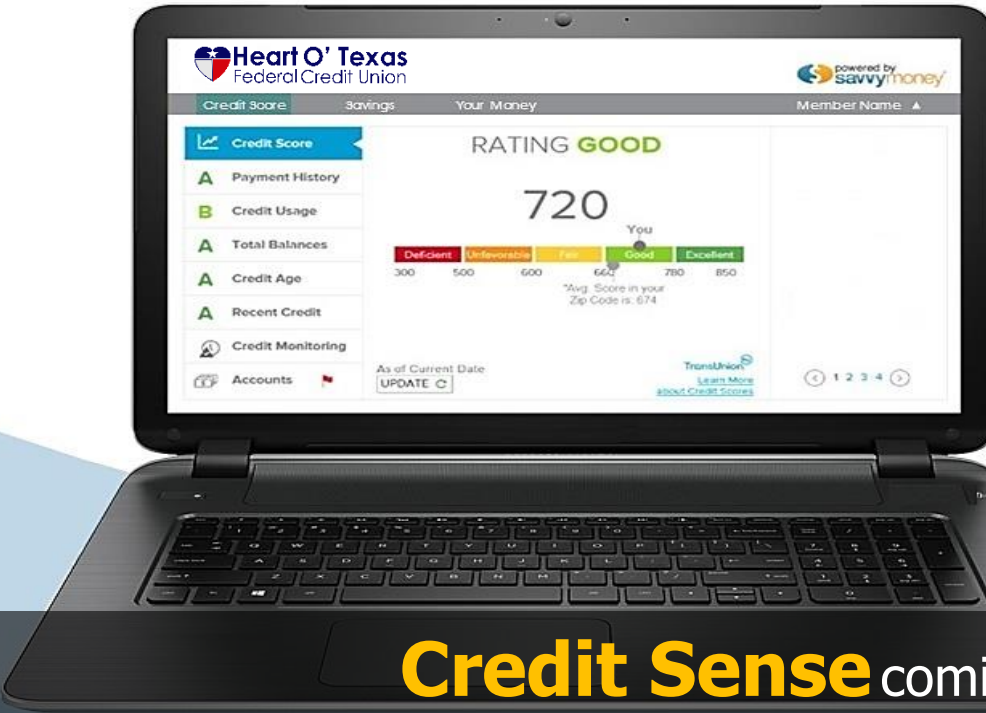 Heart O' Texas
Federal Credit Union
powered by
savvymoney
Credit Score Savings Your Money Member Name
Credit Score
A Payment History
B Credit Usage
A Total Balances
A Credit Age
A Recent Credit
Credit Monitoring
Accounts
RATING GOOD
720
You
Deficient Unfavorable Fair Good Excellent
300 500 600 660 780 850
*Avg. Score in your
Zip Code is: 674
As of Current Date
UPDATE
TransUnion
Learn More
about Credit Scores
1 2 3 4
Credit Sense comi